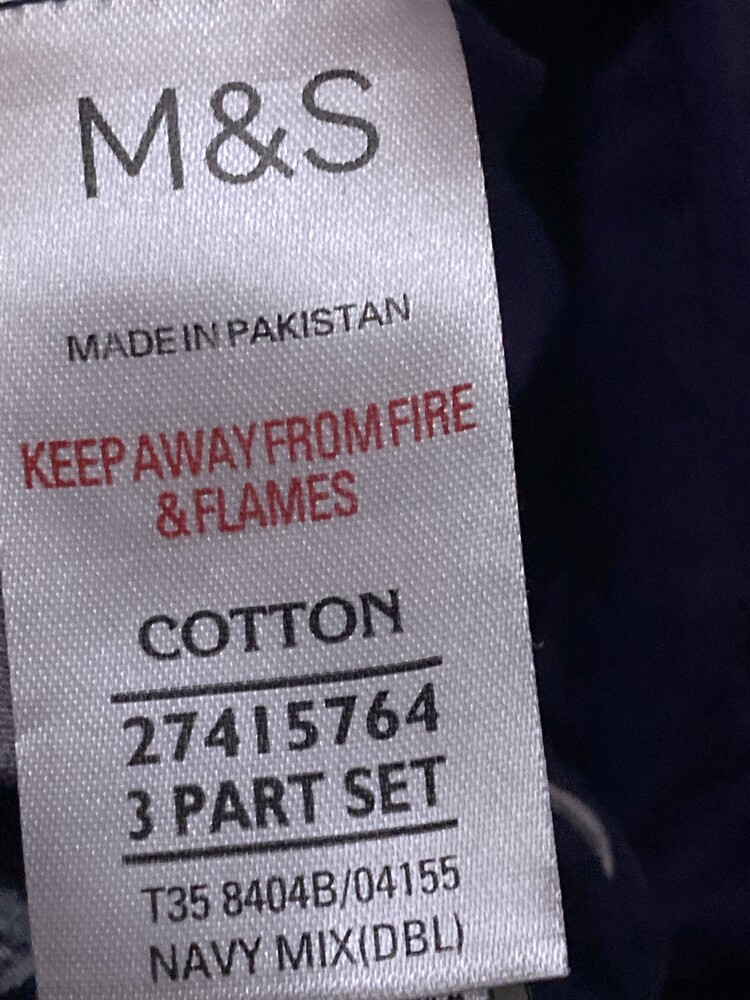 M&S
MADE IN PAKISTAN
KEEP AWAY FROM FIRE
& FLAMES
COTTON
27415764
3 PART SET
T35 8404B/04155
NAVY MIX(DBL)